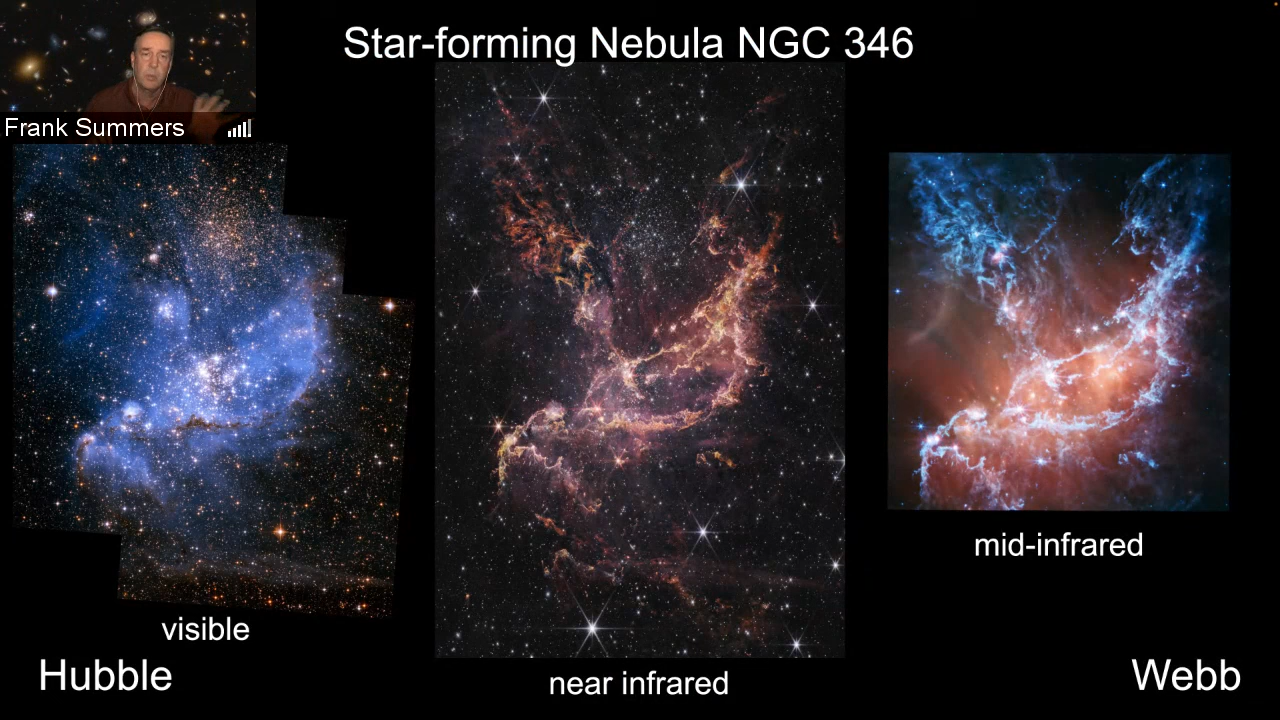 Star-forming Nebula NGC 346
Frank Summers
visible
near infrared
mid-infrared
Hubble
Webb